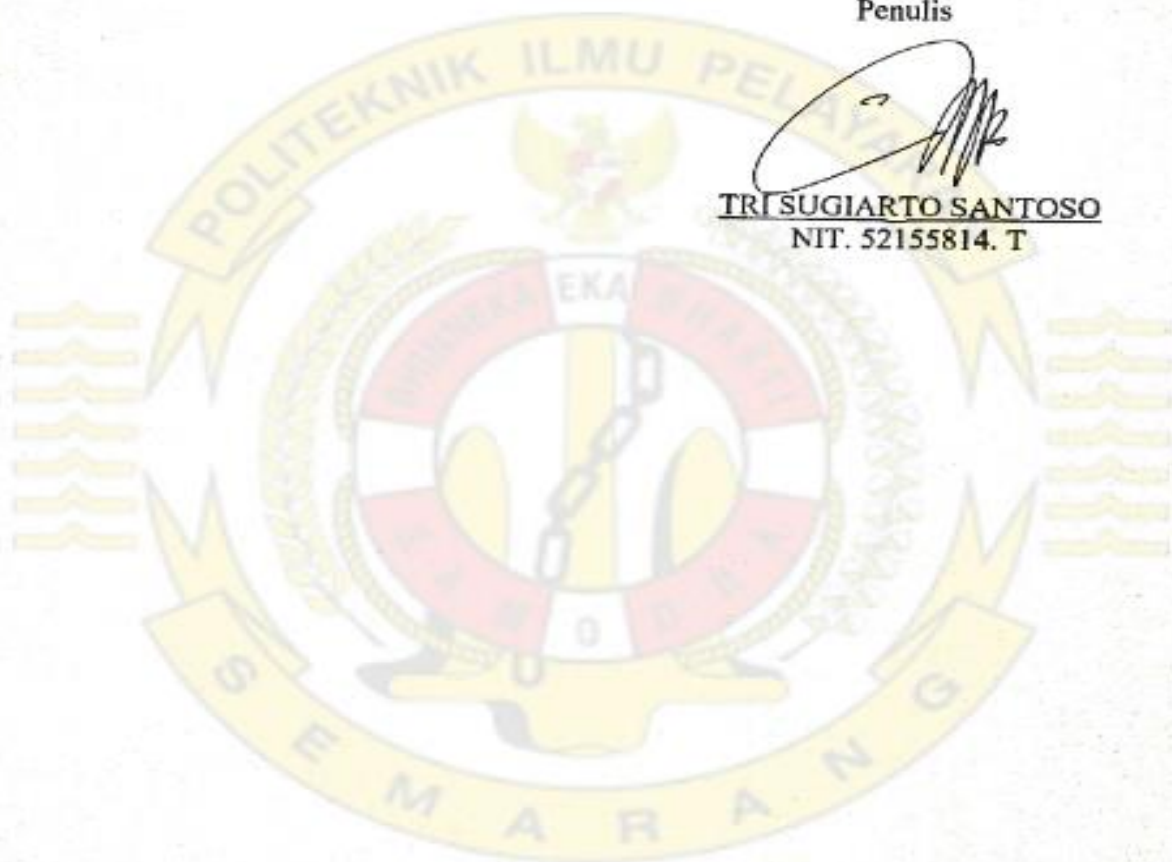 Penulis
TRI SUGIARTO SANTOSO
NIT. 52155814. T
POLITEKNIK ILMU PELAYARAN
EKA
SEMARANG